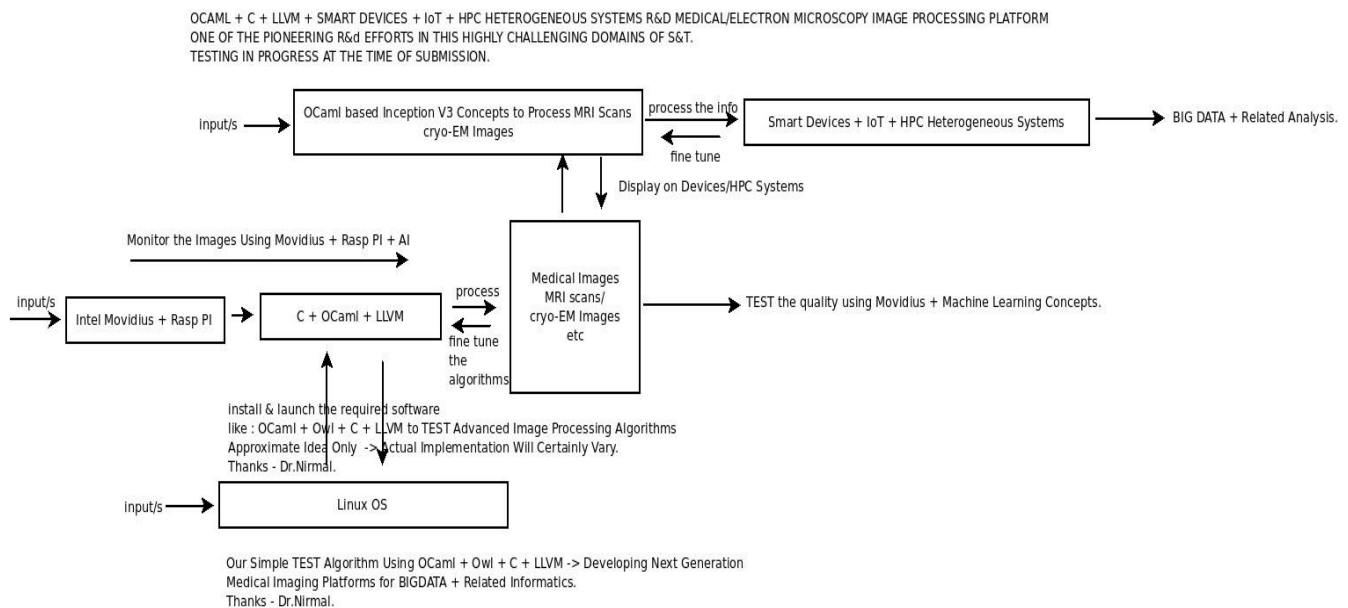 OCAML + C + LLVM + SMART DEVICES + IoT + HPC HETEROGENEOUS SYSTEMS R&D MEDICAL/ELECTRON MICROSCOPY IMAGE PROCESSING PLATFORM
ONE OF THE PIONEERING R&d EFFORTS IN THIS HIGHLY CHALLENGING DOMAINS OF S&T.
TESTING IN PROGRESS AT THE TIME OF SUBMISSION.
input/s
OCaml based Inception V3 Concepts to Process MRI Scans
cryo-EM Images
process the info
fine tune
Smart Devices + IoT + HPC Heterogeneous Systems
BIG DATA + Related Analysis.
Display on Devices/HPC Systems
Monitor the Images Using Movidius + Rasp PI + AI
input/s
Intel Movidius + Rasp PI
C + OCaml + LLVM
process
fine tune
the
algorithms
Medical Images
MRI scans/
cryo-EM Images
etc
TEST the quality using Movidius + Machine Learning Concepts.
install & launch the required software
like : OCaml + Owl + C + LLVM to TEST Advanced Image Processing Algorithms
Approximate Idea Only -> Actual Implementation Will Certainly Vary.
Thanks - Dr.Nirmal.
input/s
Linux OS
Our Simple TEST Algorithm Using OCaml + Owl + C + LLVM -> Developing Next Generation
Medical Imaging Platforms for BIGDATA + Related Informatics.
Thanks - Dr.Nirmal.